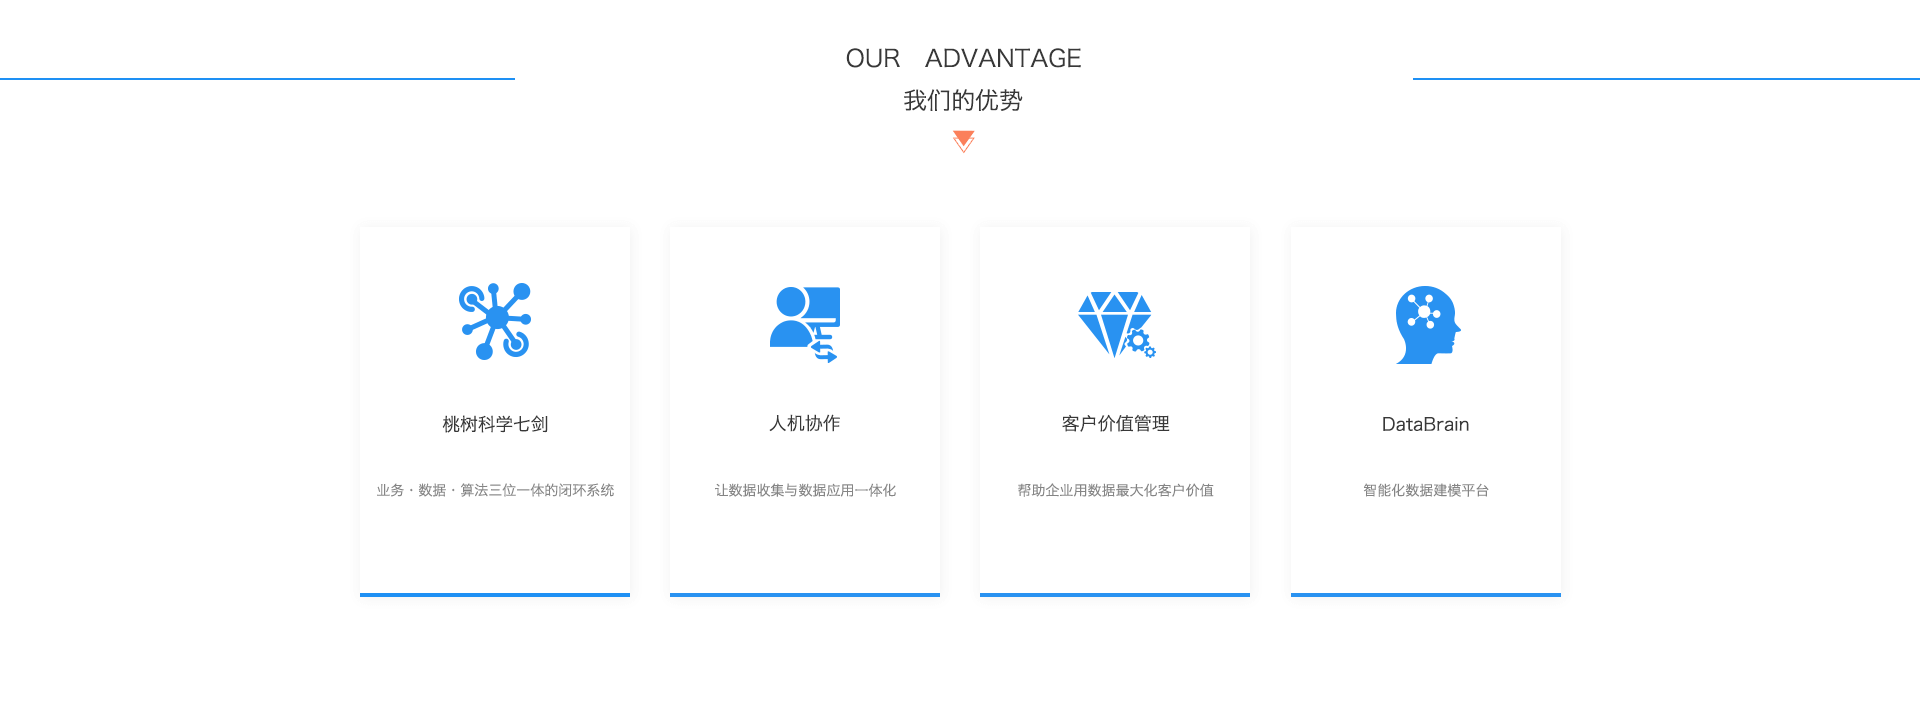 OUR ADVANTAGE
我们的优势
桃树科学七剑
业务·数据·算法三位一体的闭环系统
人机协作
让数据收集与数据应用一体化
客户价值管理
帮助企业用数据最大化客户价值
DataBrain
智能化数据建模平台